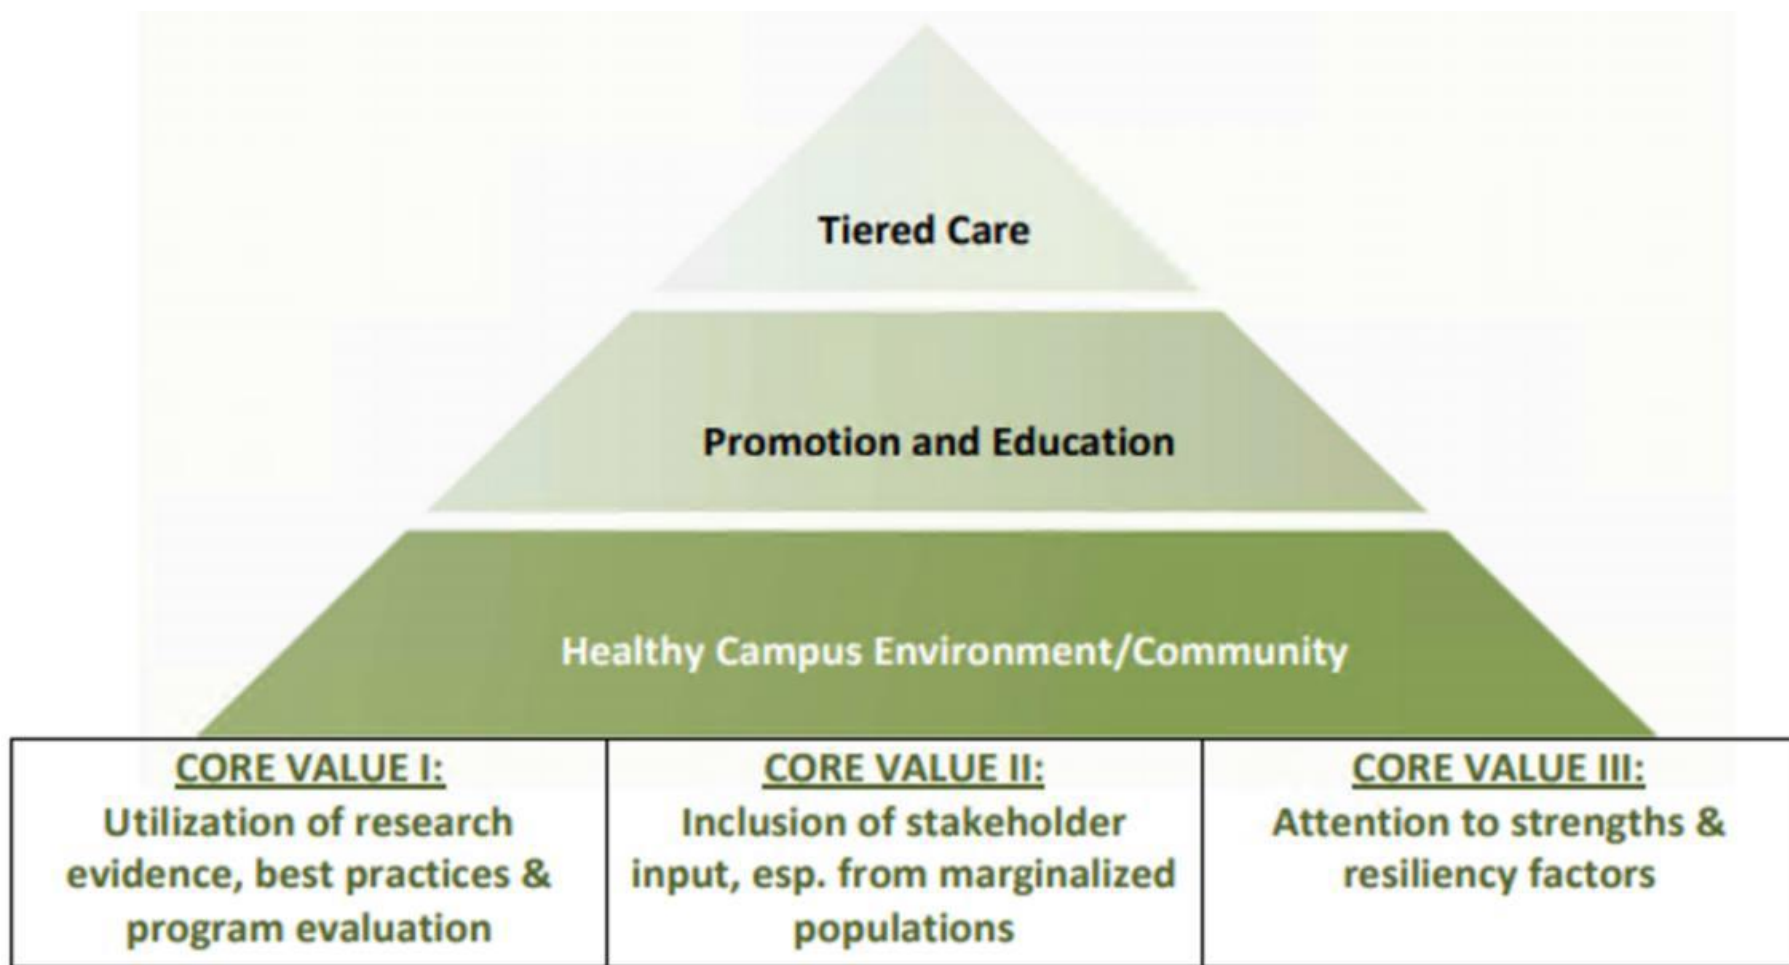 Tiered Care
Promotion and Education
Healthy Campus Environment/Community
CORE VALUE I:
Utilization of research
evidence, best practices &
program evaluation
CORE VALUE II:
Inclusion of stakeholder
input, esp. from marginalized
populations
CORE VALUE III:
Attention to strengths &
resiliency factors